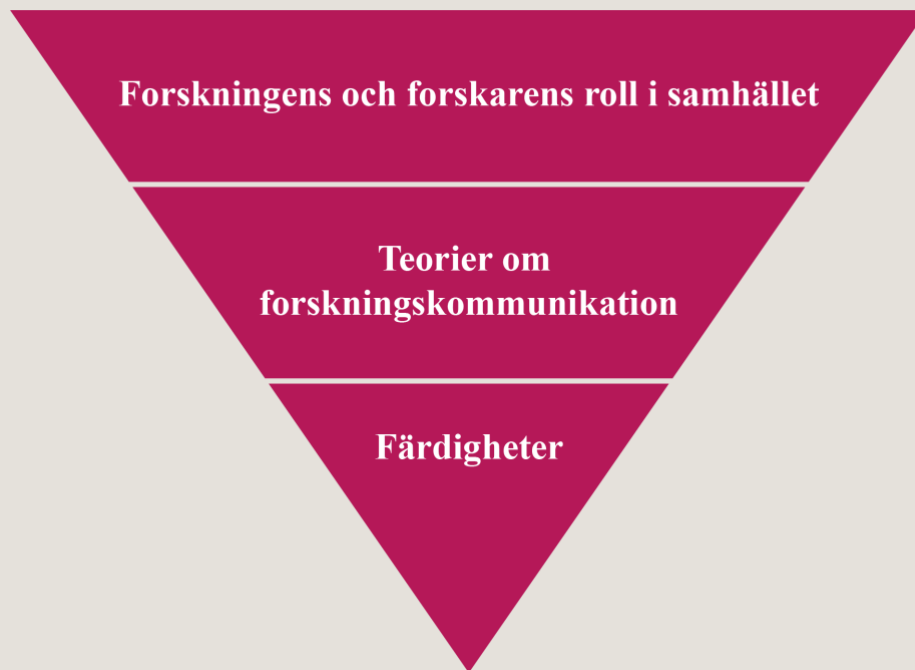 Forskningens och forskarens roll i samhället
Teorier om
forskningskommunikation
Färdigheter